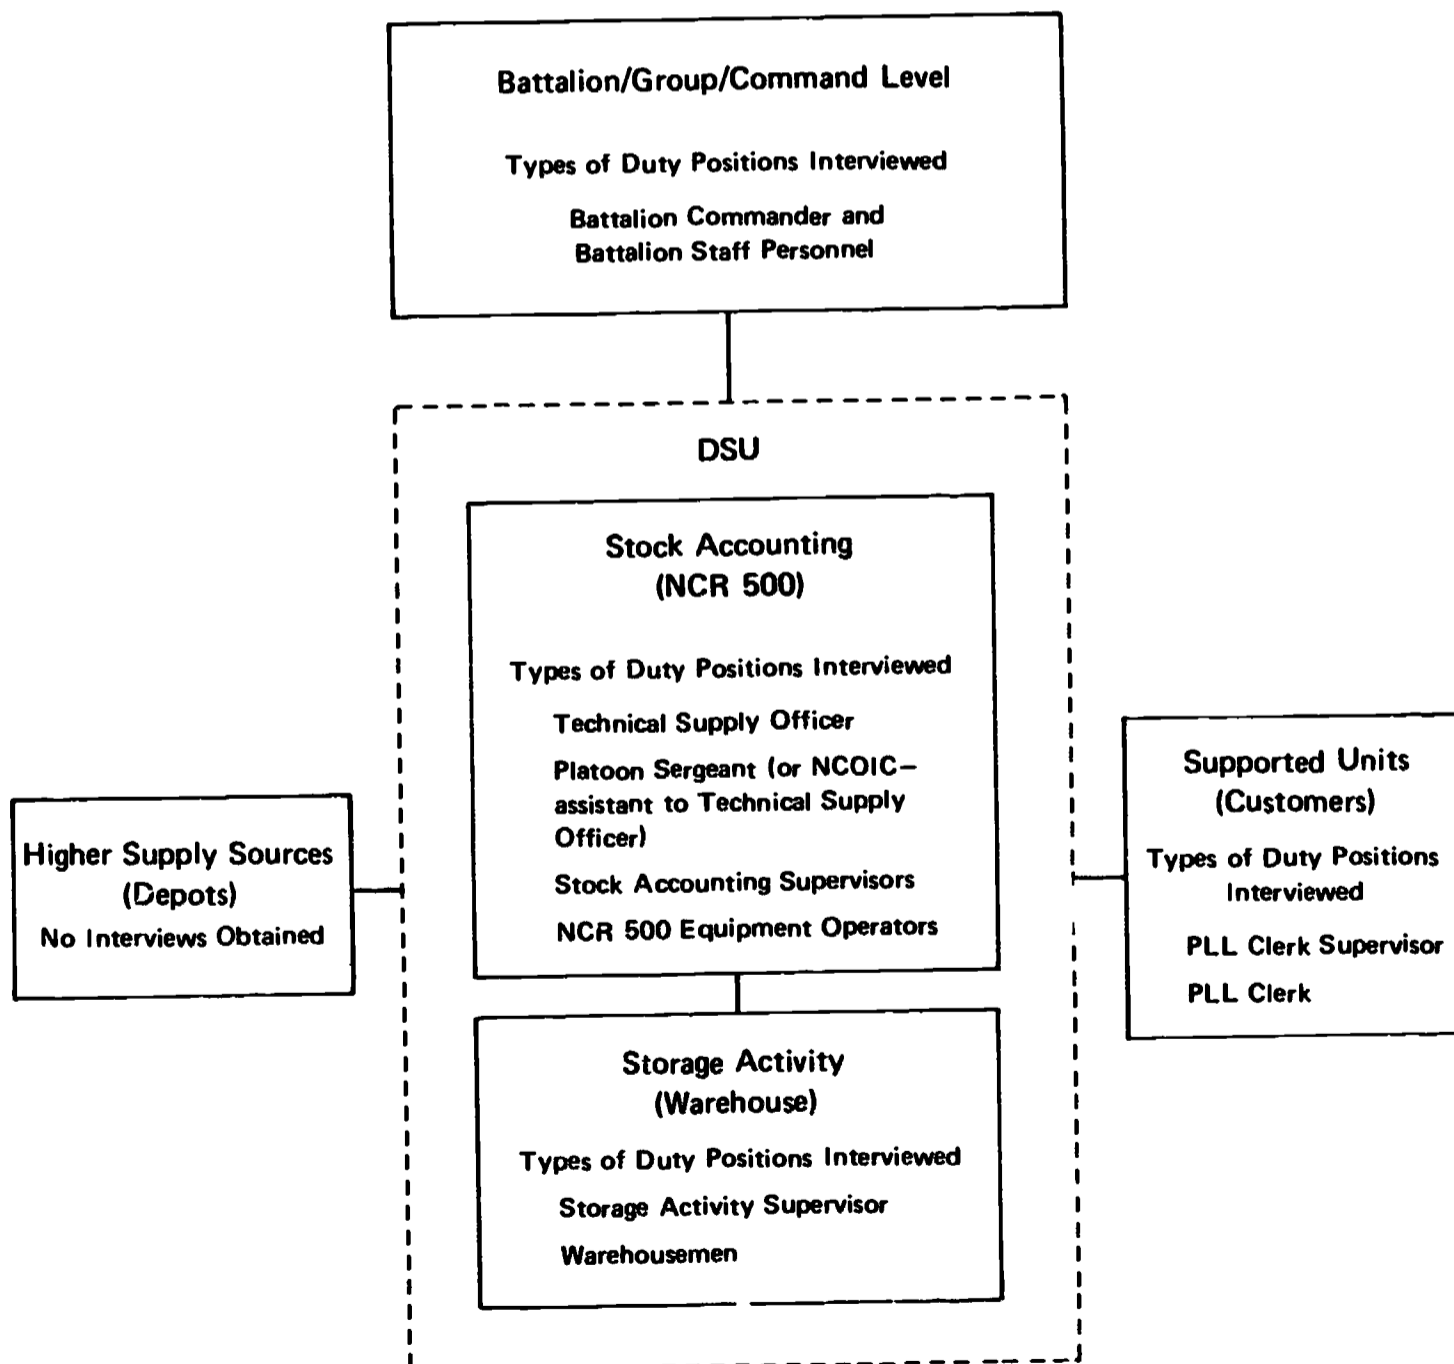 Battalion/Group/Command Level
Types of Duty Positions Interviewed
Battalion Commander and
Battalion Staff Personnel
DSU
Stock Accounting
(NCR 500)
Types of Duty Positions Interviewed
Technical Supply Officer
Platoon Sergeant (or NCOIC—
assistant to Technical Supply
Officer)
Stock Accounting Supervisors
NCR 500 Equipment Operators
Storage Activity
(Warehouse)
Types of Duty Positions Interviewed
Storage Activity Supervisor
Warehousemen
Higher Supply Sources
(Depots)
No Interviews Obtained
Supported Units
(Customers)
Types of Duty Positions
Interviewed
PLL Clerk Supervisor
PLL Clerk